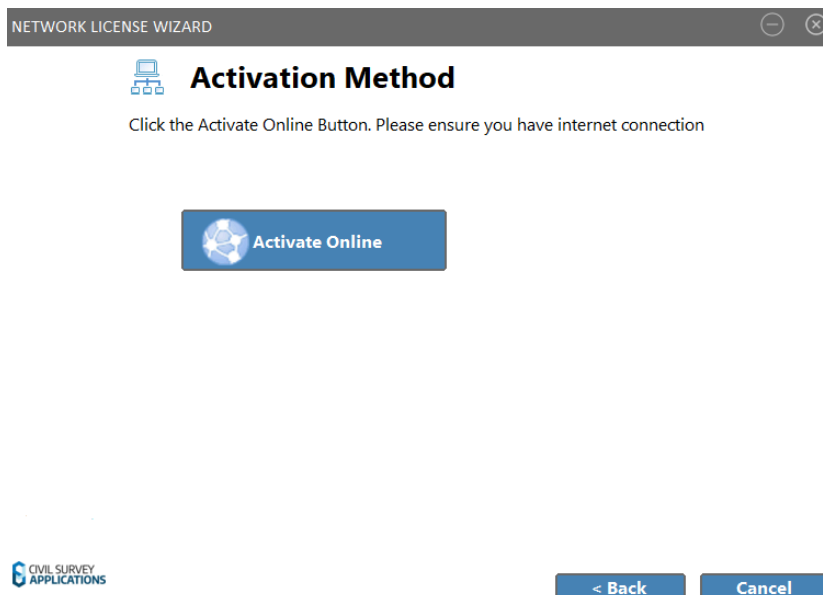 NETWORK LICENSE WIZARD
Activation Method
Click the Activate Online Button. Please ensure you have internet connection
Activate Online
CIVIL SURVEY
APPLICATIONS
< Back
Cancel